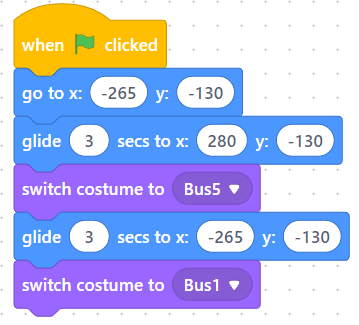 when clicked
go to x: -265 y: -130
glide 3 secs to x: 280 y: -130
switch costume to Bus5
glide 3 secs to x: -265 y: -130
switch costume to Bus1